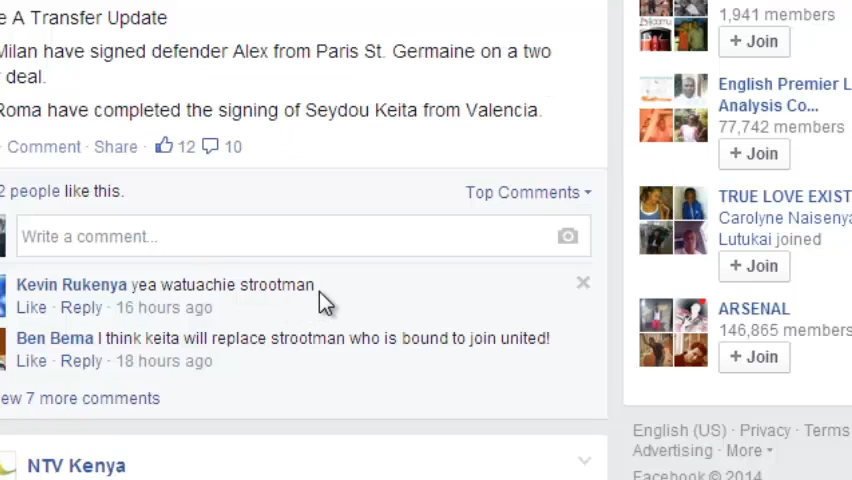 e A Transfer Update
Milan have signed defender Alex from Paris St. Germaine on a two
deal.
Roma have completed the signing of Seydou Keita from Valencia.
Comment · Share · 12 10
2 people like this.
Top Comments
Write a comment...
Kevin Rukenya yea watuachie strootman
Like · Reply · 16 hours ago
Ben Bema I think keita will replace strootman who is bound to join united!
Like · Reply · 18 hours ago
ew 7 more comments
NTV Kenya
1,941 members
+ Join
English Premier L
Analysis Co...
77,742 members
+ Join
TRUE LOVE EXIST
Carolyne Naisenya
Lutukai joined
+ Join
ARSENAL
146,865 members
+ Join
English (US) · Privacy · Terms
Advertising · More
Facebook © 2014